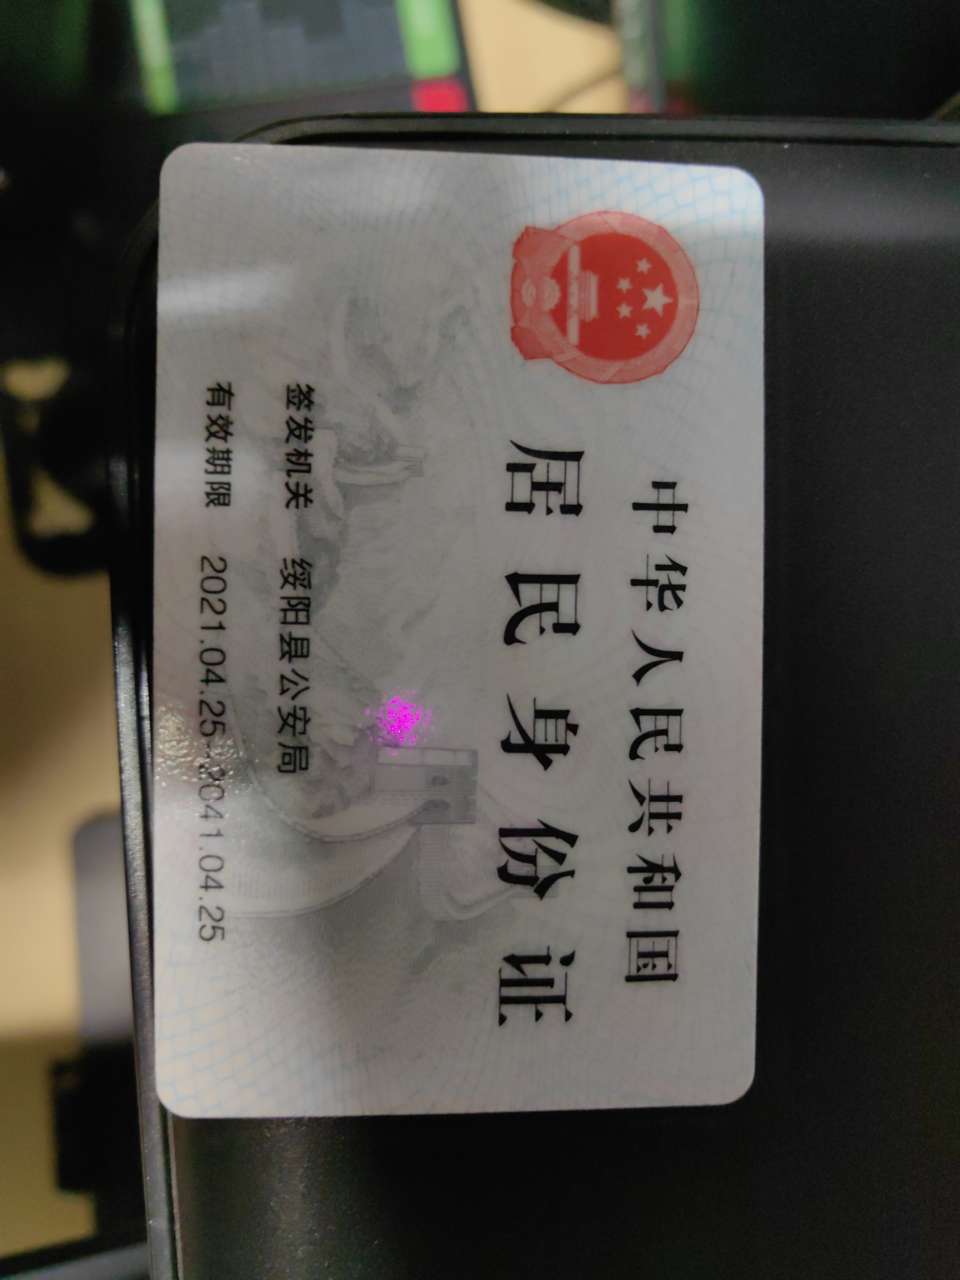 中华人民共和国
居民身份证
签发机关 绥阳县公安局
有效期限 2021.04.25-2041.04.25